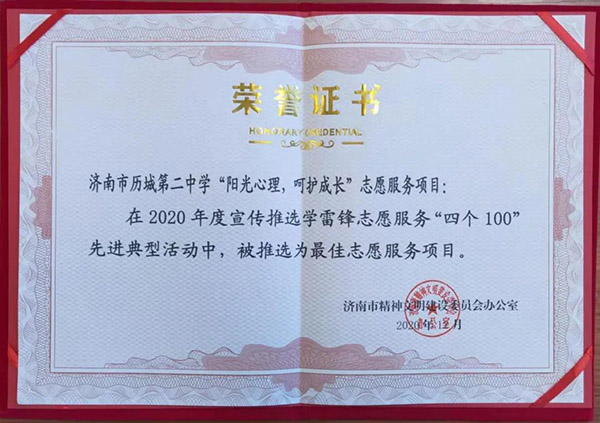 荣誉证书
HONORARY CREDENTIAL
济南市历城第二中学“阳光心理，呵护成长”志愿服务项目：
在2020年度宣传推选学雷锋志愿服务“四个100”
先进典型活动中，被推选为最佳志愿服务项目。
济南市精神文明建设委员会办公室
2020年12月